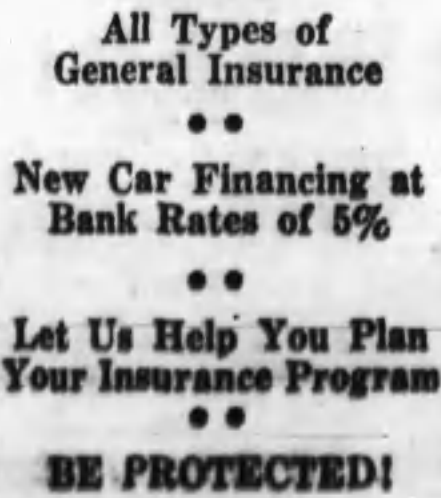 All Types of
General Insurance
• •
New Car Financing at
Bank Rates of 5%
• •
Let Us Help You Plan
Your Insurance Program
• •
BE PROTECTED!